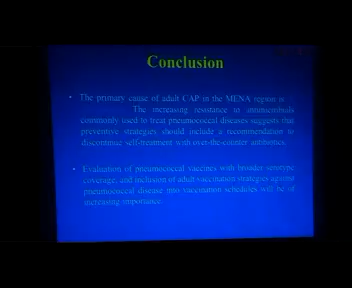 Conclusion
• The primary cause of adult CAP in the MENA region is
The increasing resistance to antimicrobials
commonly used to treat pneumococcal diseases suggests that
preventive strategies should include a recommendation to
discontinue self-treatment with over-the-counter antibiotics.
• Evaluation of pneumococcal vaccines with broader serotype
coverage, and inclusion of adult vaccination strategies against
pneumococcal disease into vaccination schedules will be of
increasing importance.